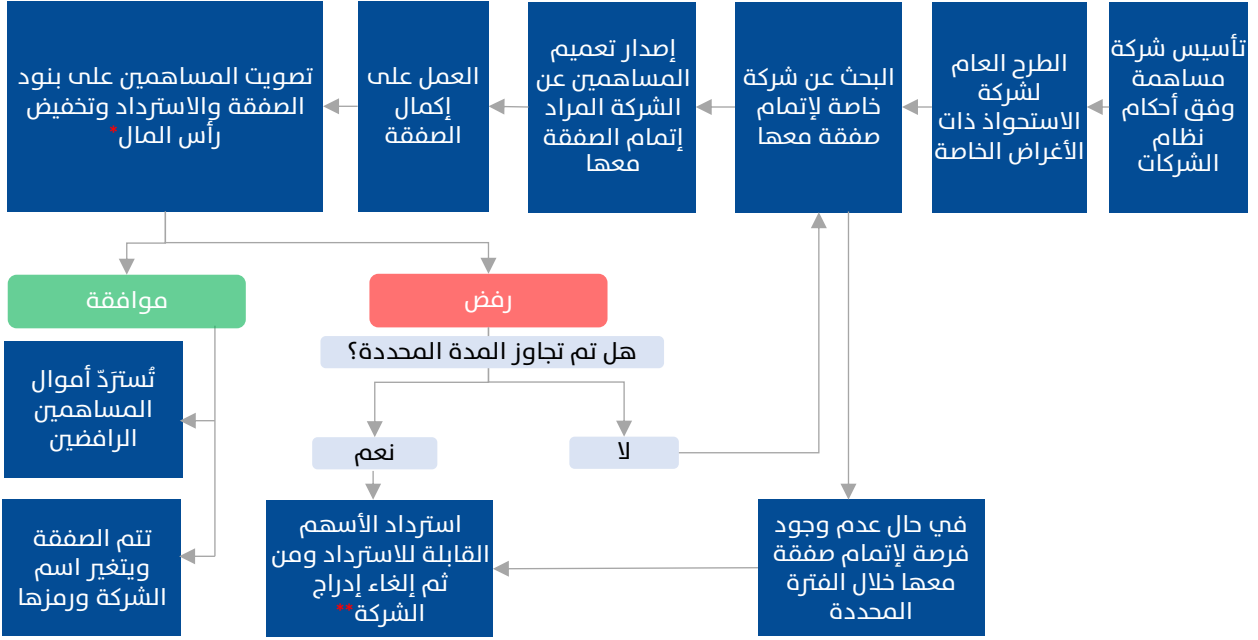 تأسيس شركة
مساهمة
وفق أحكام
نظام
الشركات
الطرح العام
لشركة
الاستحواذ ذات
الأغراض الخاصة
البحث عن شركة
خاصة لإتمام
صفقة معها
إصدار تعميم
المساهمين عن
الشركة المراد
إتمام الصفقة
معها
العمل على
إكمال
الصفقة
تصويت المساهمين على بنود
الصفقة والاسترداد وتخفيض
رأس المال*
موافقة
رفض
هل تم تجاوز المدة المحددة؟
تُسترَدّ أموال
المساهمين
الرافضين
نعم
لا
تتم الصفقة
ويتغير اسم
الشركة ورمزها
استرداد الأسهم
القابلة للاسترداد ومن
ثم إلغاء إدراج
الشركة**
في حال عدم وجود
فرصة لإتمام صفقة
معها خلال الفترة
المحددة